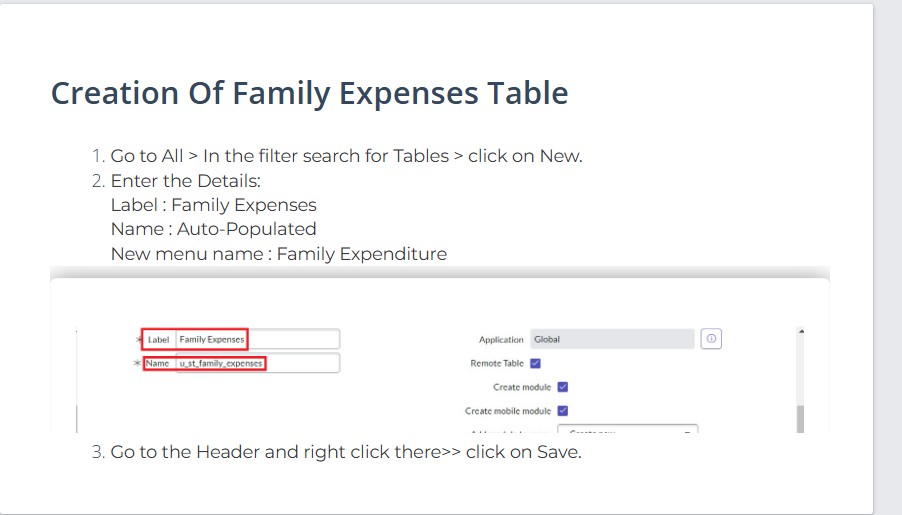 Creation Of Family Expenses Table
1. Go to All > In the filter search for Tables > click on New.
2. Enter the Details:
Label : Family Expenses
Name : Auto-Populated
New menu name : Family Expenditure
* Label Family Expenses
Application Global
* Name u_st_family_expenses
Remote Table
Create module
Create mobile module
3. Go to the Header and right click there>> click on Save.